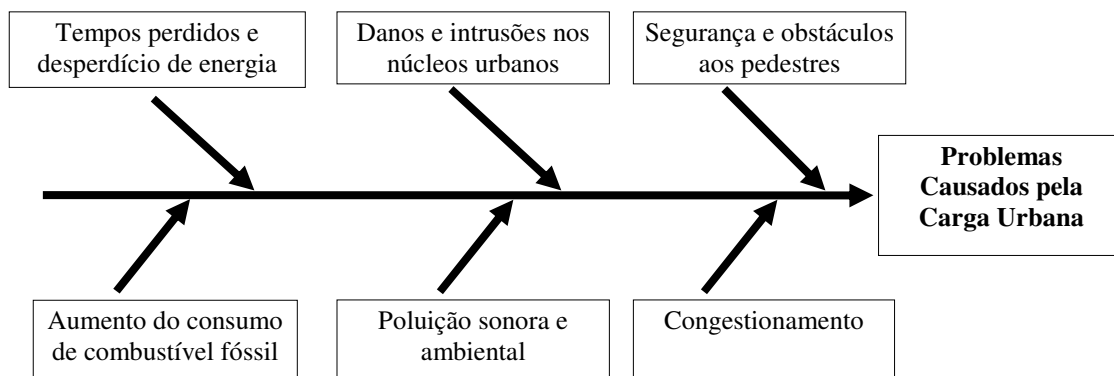 Tempos perdidos e
desperdício de energia
Danos e intrusões nos
núcleos urbanos
Segurança e obstáculos
aos pedestres
Problemas
Causados pela
Carga Urbana
Aumento do consumo
de combustível fóssil
Poluição sonora e
ambiental
Congestionamento